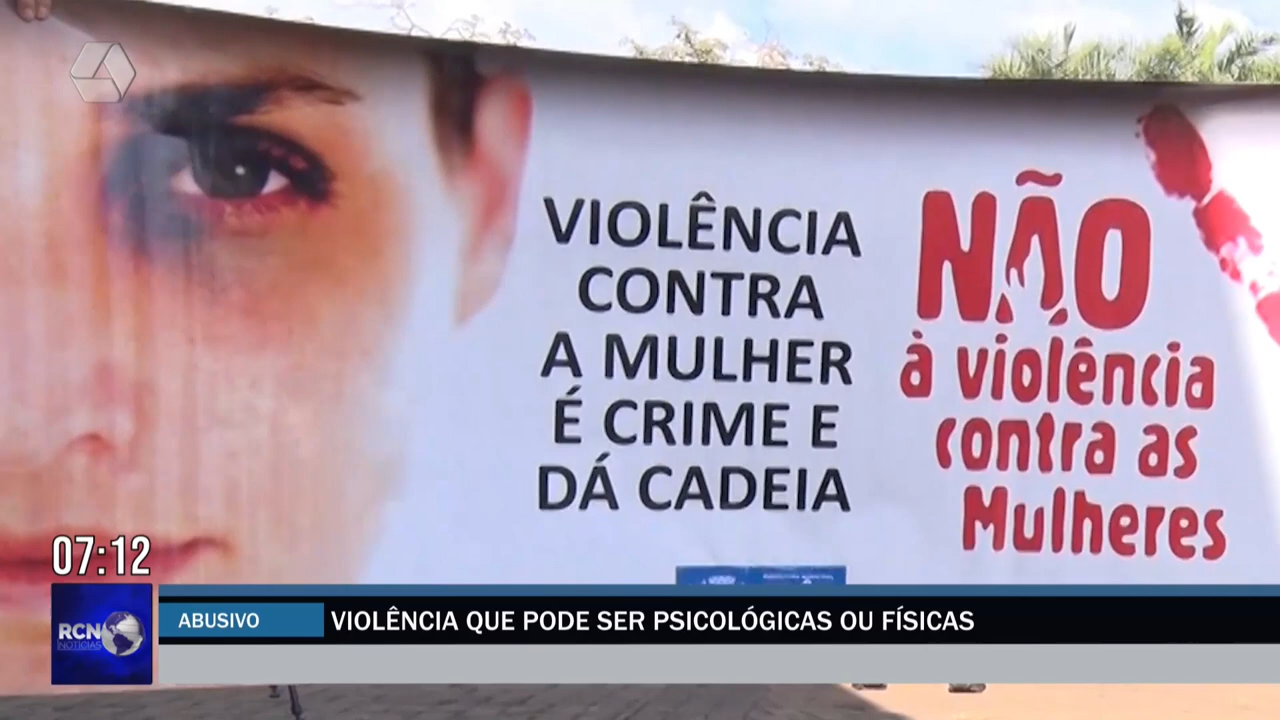 VIOLÊNCIA
CONTRA
A MULHER
É CRIME E
DÁ CADEIA
NÃO
à violência
contra as
Mulheres
07:12
RCN
NOTÍCIAS
ABUSIVO
VIOLÊNCIA QUE PODE SER PSICOLÓGICAS OU FÍSICAS